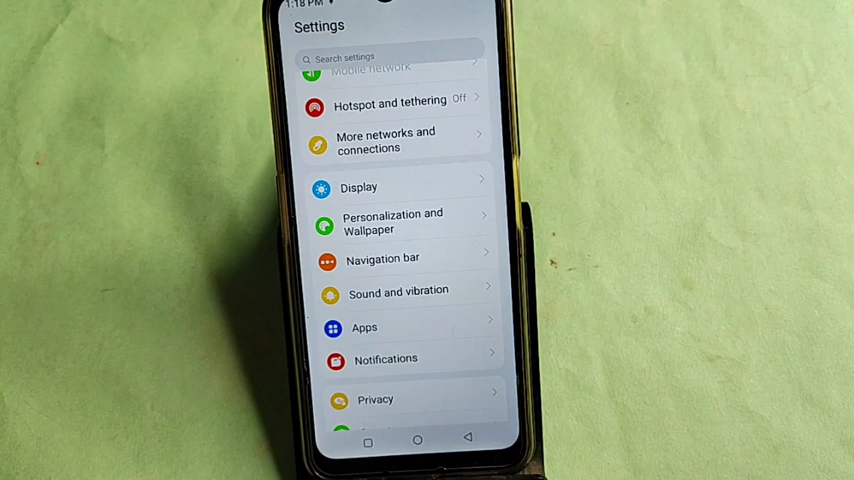 1:18 PM
Settings
Search settings
Mobile network
Hotspot and tethering Off
More networks and
connections
Display
Personalization and
Wallpaper
Navigation bar
Sound and vibration
Apps
Notifications
Privacy